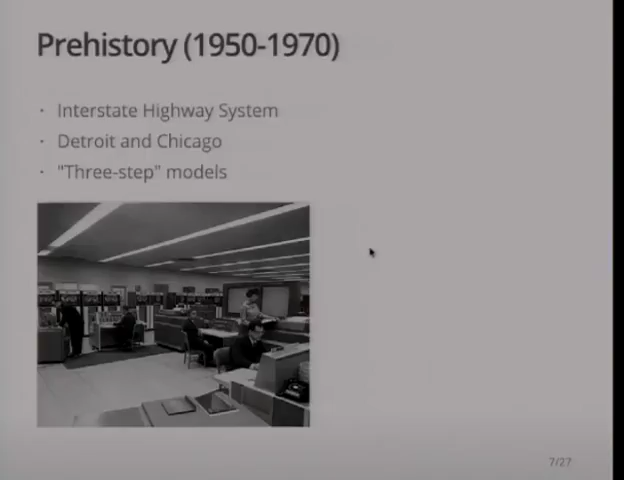 Prehistory (1950-1970)
· Interstate Highway System
· Detroit and Chicago
· "Three-step" models
7/27